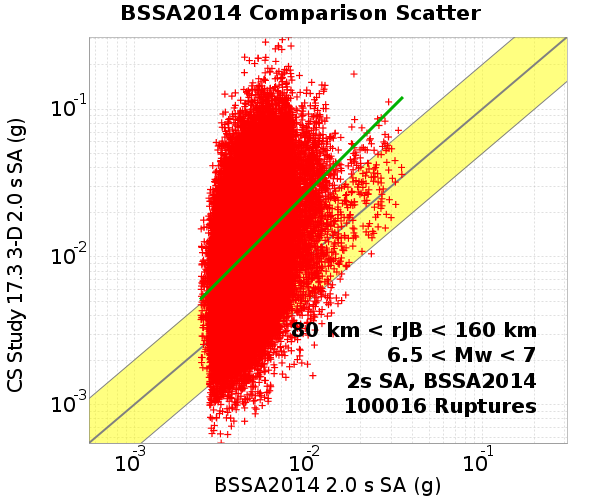 BSSA2014 Comparison Scatter
CS Study 17.3 3-D 2.0 s SA (g)
10-1
10-2
10-3
80 km < rJB < 160 km
6.5 < Mw < 7
2s SA, BSSA2014
100016 Ruptures
10-3 10-2 10-1
BSSA2014 2.0 s SA (g)